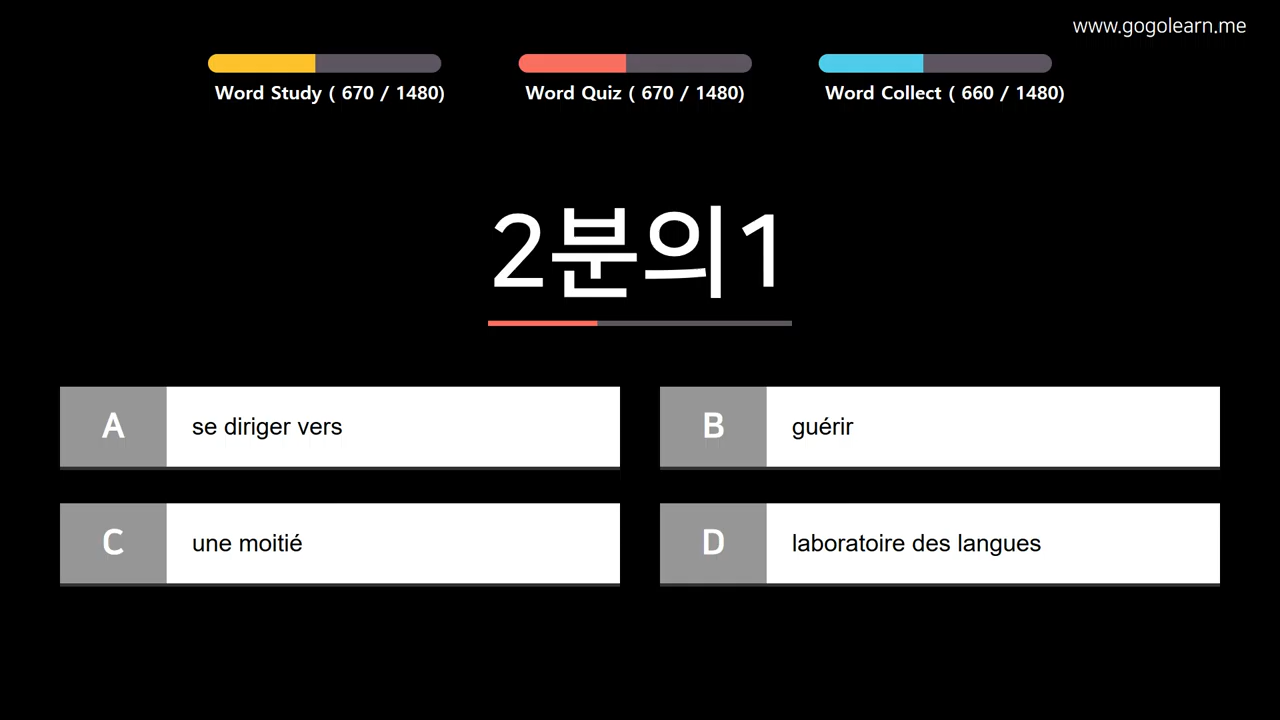 www.gogolearn.me
Word Study ( 670 / 1480)
Word Quiz ( 670 / 1480)
Word Collect ( 660 / 1480)
2분의1
A
se diriger vers
B
guérir
C
une moitié
D
laboratoire des langues